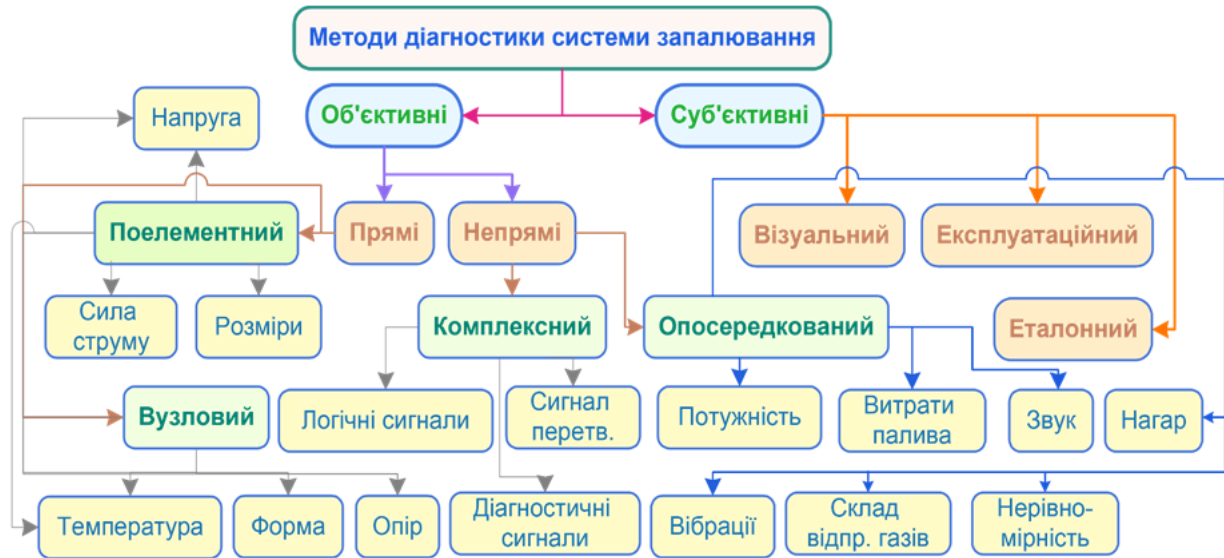 Методи діагностики системи запалювання
Об'єктивні
Суб'єктивні
Напруга
Поелементний
Прямі
Непрямі
Візуальний
Експлуатаційний
Сила
струму
Розміри
Комплексний
Опосередкований
Еталонний
Вузловий
Логічні сигнали
Сигнал
перетв.
Потужність
Витрати
палива
Звук
Нагар
Температура
Форма
Опір
Діагностичні
сигнали
Вібрації
Склад
відпр. газів
Нерівно-
мірність